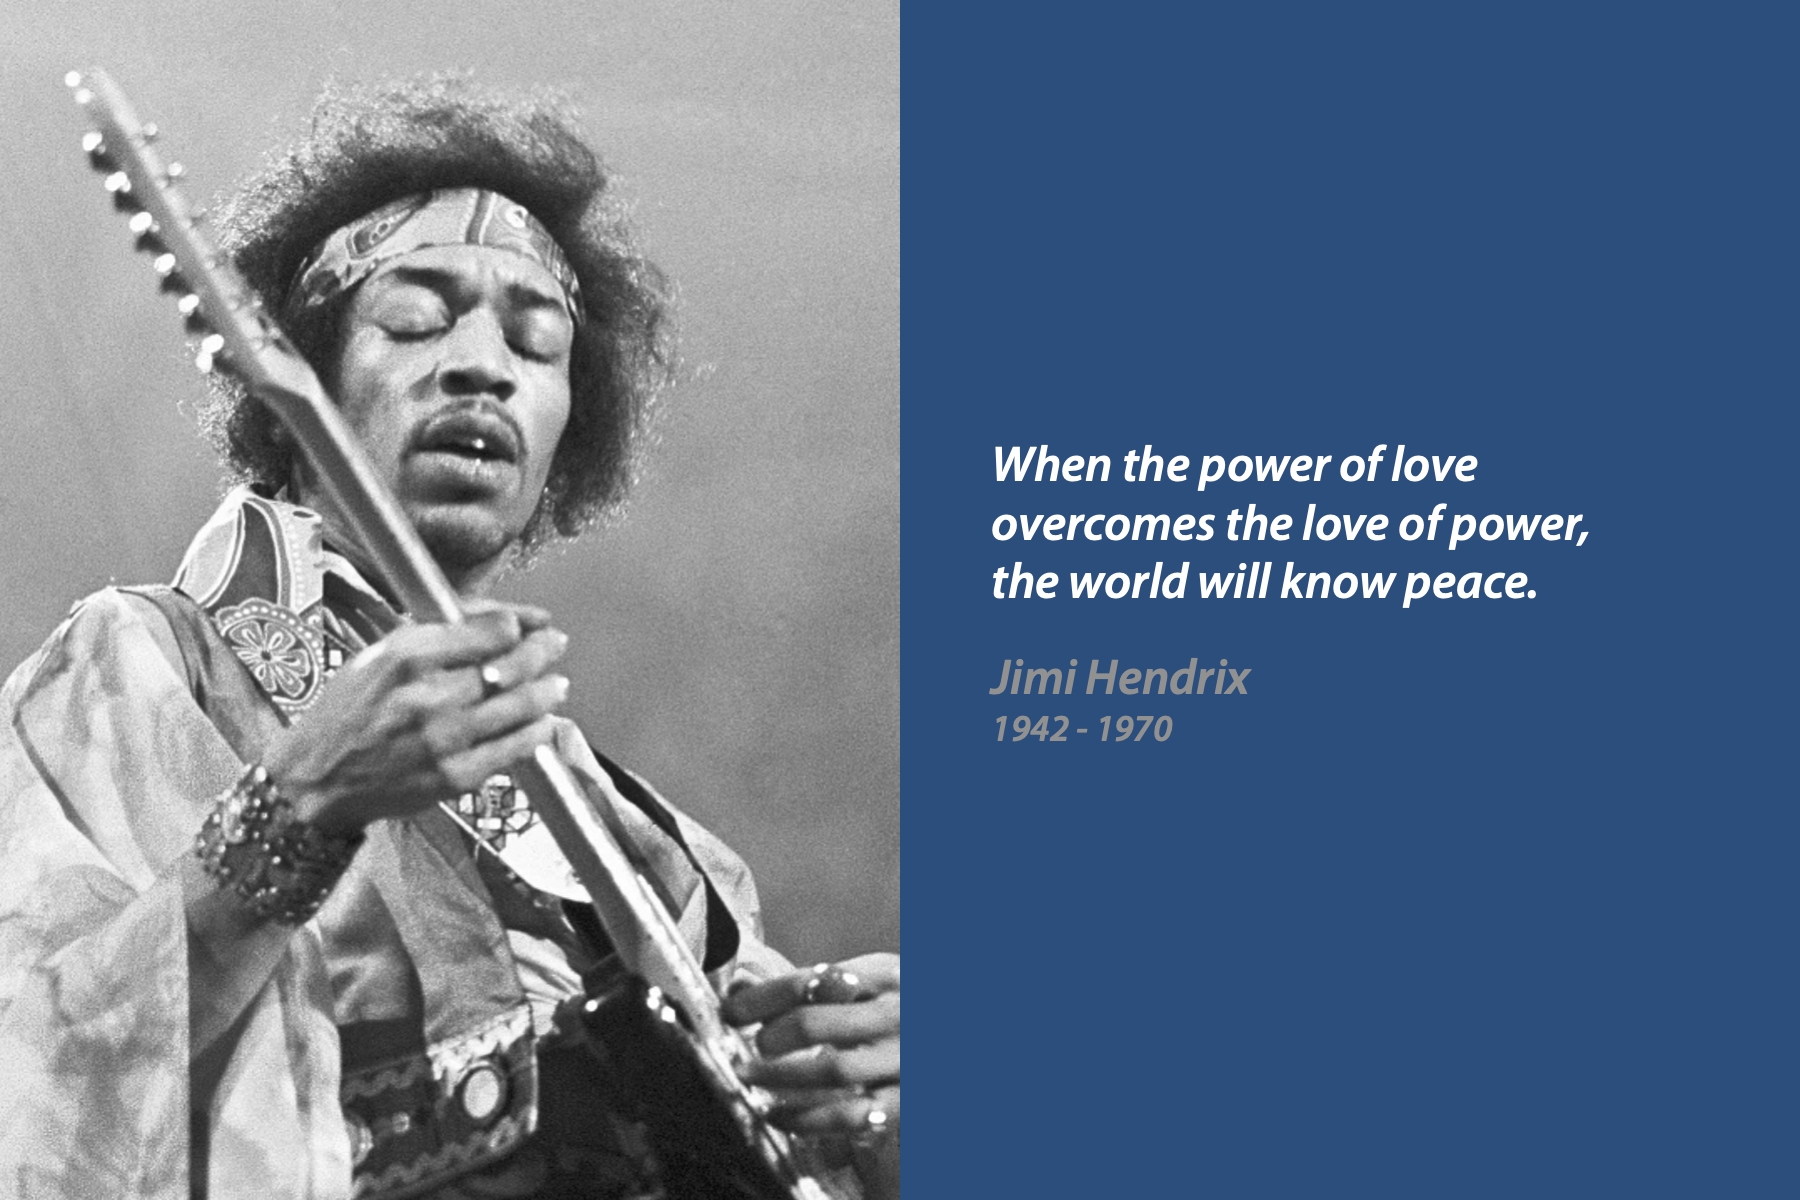 When the power of love
overcomes the love of power,
the world will know peace.
Jimi Hendrix
1942 - 1970